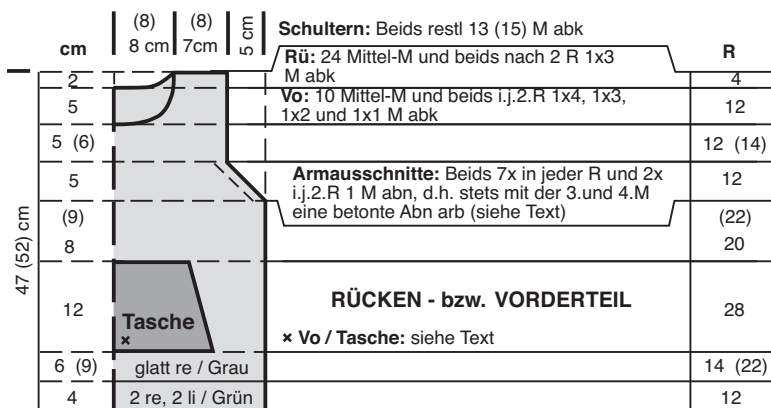 (8) (8)
cm 8 cm 7cm 5 cm Schultern: Beids restl 13 (15) M abk R
Rü: 24 Mittel-M und beids nach 2 R 1x3
M abk
2 4
Vo: 10 Mittel-M und beids i.j.2.R 1x4, 1x3,
1x2 und 1x1 M abk
5 12
5 (6) 12 (14)
Armausschnitte: Beids 7x in jeder R und 2x
i.j.2.R 1 M abn, d.h. stets mit der 3.und 4.M
eine betonte Abn arb (siehe Text)
5 12
(9) (22)
8 20
47 (52) cm
12 Tasche RÜCKEN - bzw. VORDERTEIL 28
× × Vo / Tasche: siehe Text
6 (9) glatt re / Grau 14 (22)
4 2 re, 2 li / Grün 12